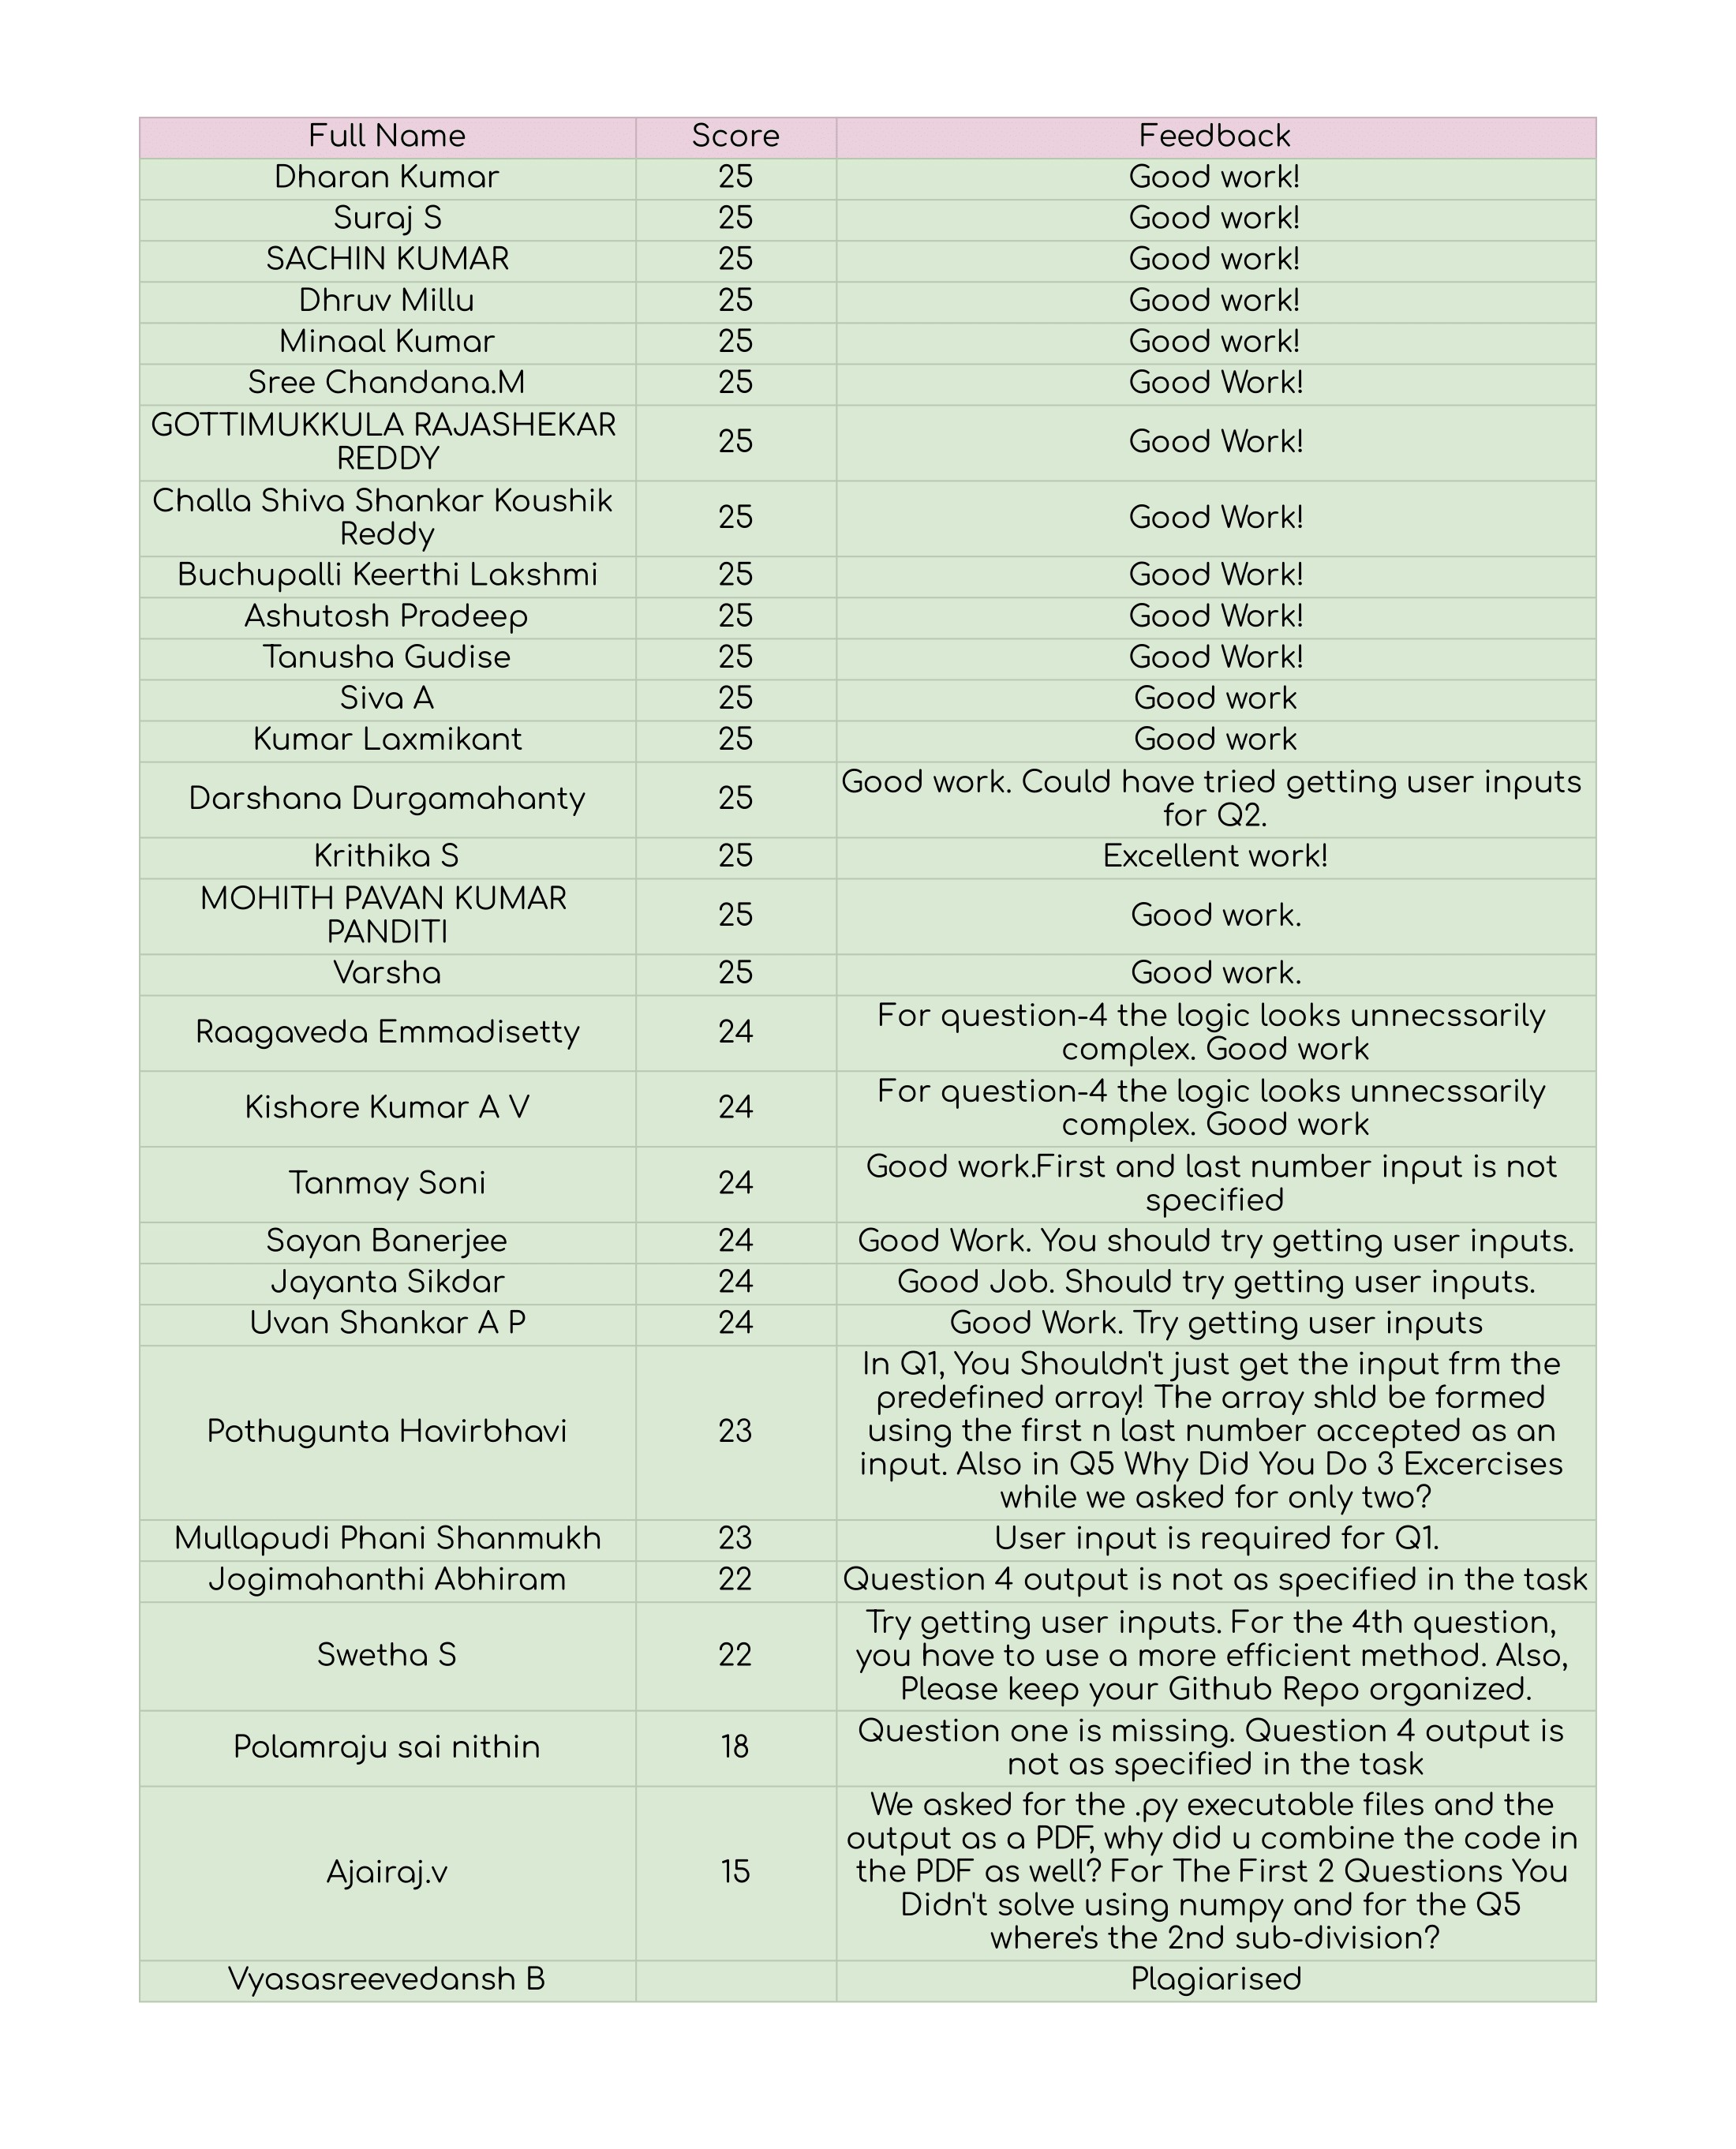 Full Name Score Feedback
Dharan Kumar 25 Good work!
Suraj S 25 Good work!
SACHIN KUMAR 25 Good work!
Dhruv Millu 25 Good work!
Minaal Kumar 25 Good work!
Sree Chandana.M 25 Good Work!
GOTTIMUKKULA RAJASHEKAR
REDDY
25
Good Work!
Challa Shiva Shankar Koushik
Reddy
25
Good Work!
Buchupalli Keerthi Lakshmi 25 Good Work!
Ashutosh Pradeep 25 Good Work!
Tanusha Gudise 25 Good Work!
Siva A 25 Good work
Kumar Laxmikant 25 Good work
Darshana Durgamahanty
25
Good work. Could have tried getting user inputs
for Q2.
Krithika S 25 Excellent work!
MOHITH PAVAN KUMAR
PANDITI
25
Good work.
Varsha 25 Good work.
Raagaveda Emmadisetty
24
For question-4 the logic looks unnecssarily
complex. Good work
Kishore Kumar A V
24
For question-4 the logic looks unnecssarily
complex. Good work
Tanmay Soni
24
Good work.First and last number input is not
specified
Sayan Banerjee 24 Good Work. You should try getting user inputs.
Jayanta Sikdar 24 Good Job. Should try getting user inputs.
Uvan Shankar A P 24 Good Work. Try getting user inputs
Pothugunta Havirbhavi
23
In Q1, You Shouldn't just get the input frm the
predefined array! The array shld be formed
using the first n last number accepted as an
input. Also in Q5 Why Did You Do 3 Excercises
while we asked for only two?
Mullapudi Phani Shanmukh 23 User input is required for Q1.
Jogimahanthi Abhiram 22 Question 4 output is not as specified in the task
Swetha S
22
Try getting user inputs. For the 4th question,
you have to use a more efficient method. Also,
Please keep your Github Repo organized.
Polamraju sai nithin
18
Question one is missing. Question 4 output is
not as specified in the task
Ajairaj.v
15
We asked for the .py executable files and the
output as a PDF, why did u combine the code in
the PDF as well? For The First 2 Questions You
Didn't solve using numpy and for the Q5
where's the 2nd sub-division?
Vyasasreevedansh B Plagiarised